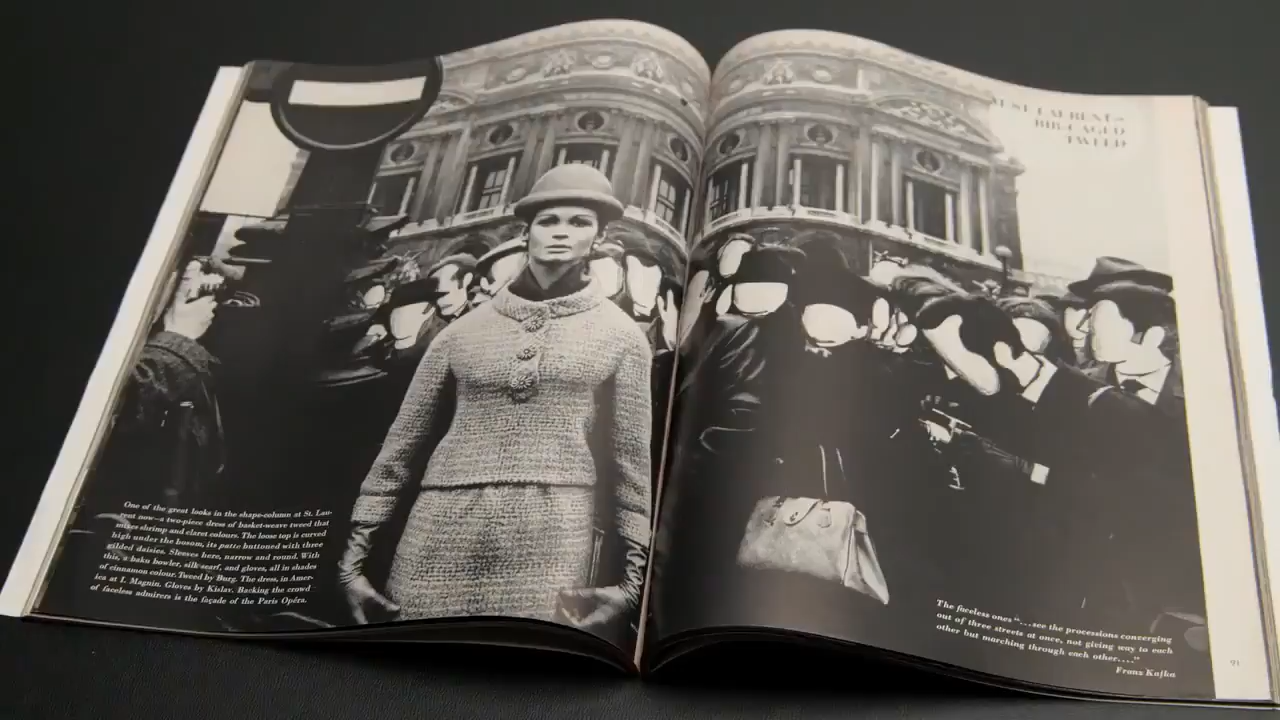 One of the great looks in the shape-column at St. Lau-
rent now—a two-piece dress of basket-weave tweed that
mixes shrimp and claret colours. The loose top is curved
high under the bosom, its patte buttoned with three
gilded daisies. Sleeves here, narrow and round. With
this, a baku bowler, silk scarf, and gloves, all in shades
of cinnamon colour. Tweed by Burg. The dress, in Amer-
ica at I. Magnin. Gloves by Kislav. Backing the crowd
of faceless admirers is the façade of the Paris Opéra.
ST. LAURENT—
RIB-CAGED
TWEED
The faceless ones “....see the processions converging
out of three streets at once, not giving way to each
other but marching through each other....”
Franz Kafka
71